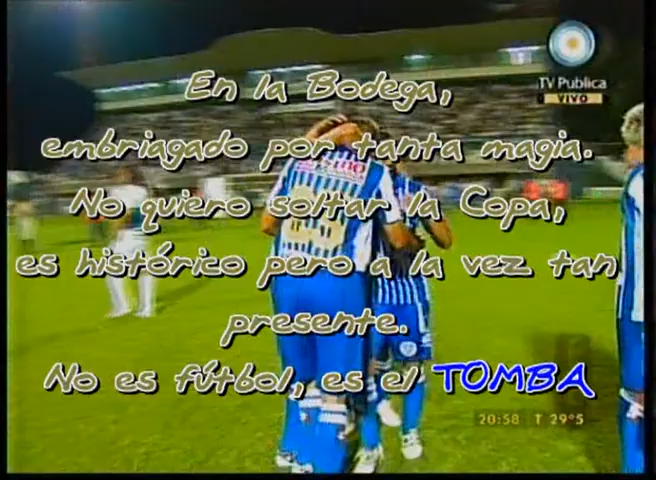 TV Pública
VIVO
En la Bodega,
embriagado por tanta magia.
No quiero soltar la Copa,
es histórico pero a la vez tan
presente.
No es fútbol, es el TOMBA
20:58 T 29°5